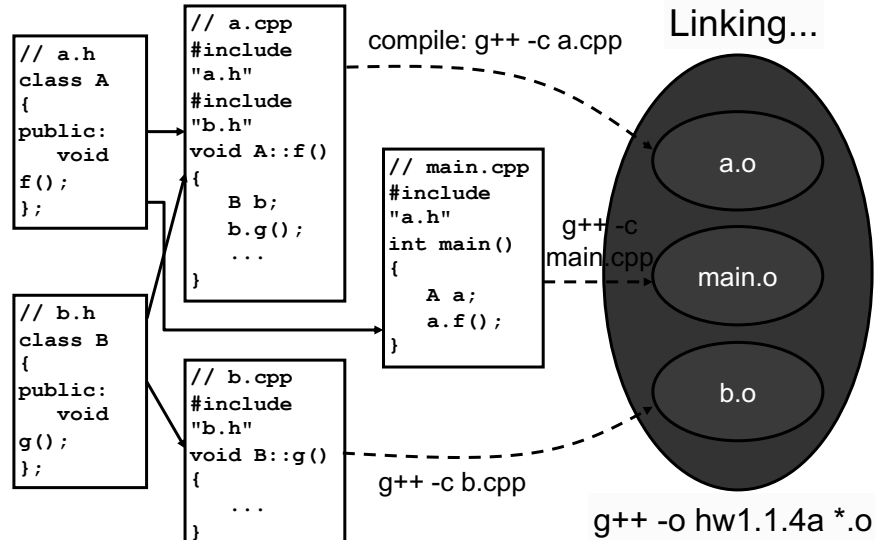 // a.h
class A
{
public:
   void
f();
};
// b.h
class B
{
public:
   void
g();
};
// a.cpp
#include
"a.h"
#include
"b.h"
void A::f()
{
   B b;
   b.g();
   ...
}
// b.cpp
#include
"b.h"
void B::g()
{
   ...
}
// main.cpp
#include
"a.h"
int main()
{
   A a;
   a.f();
}
compile: g++ -c a.cpp
g++ -c
main.cpp
g++ -c b.cpp
Linking...
a.o
main.o
b.o
g++ -o hw1.1.4a *.o